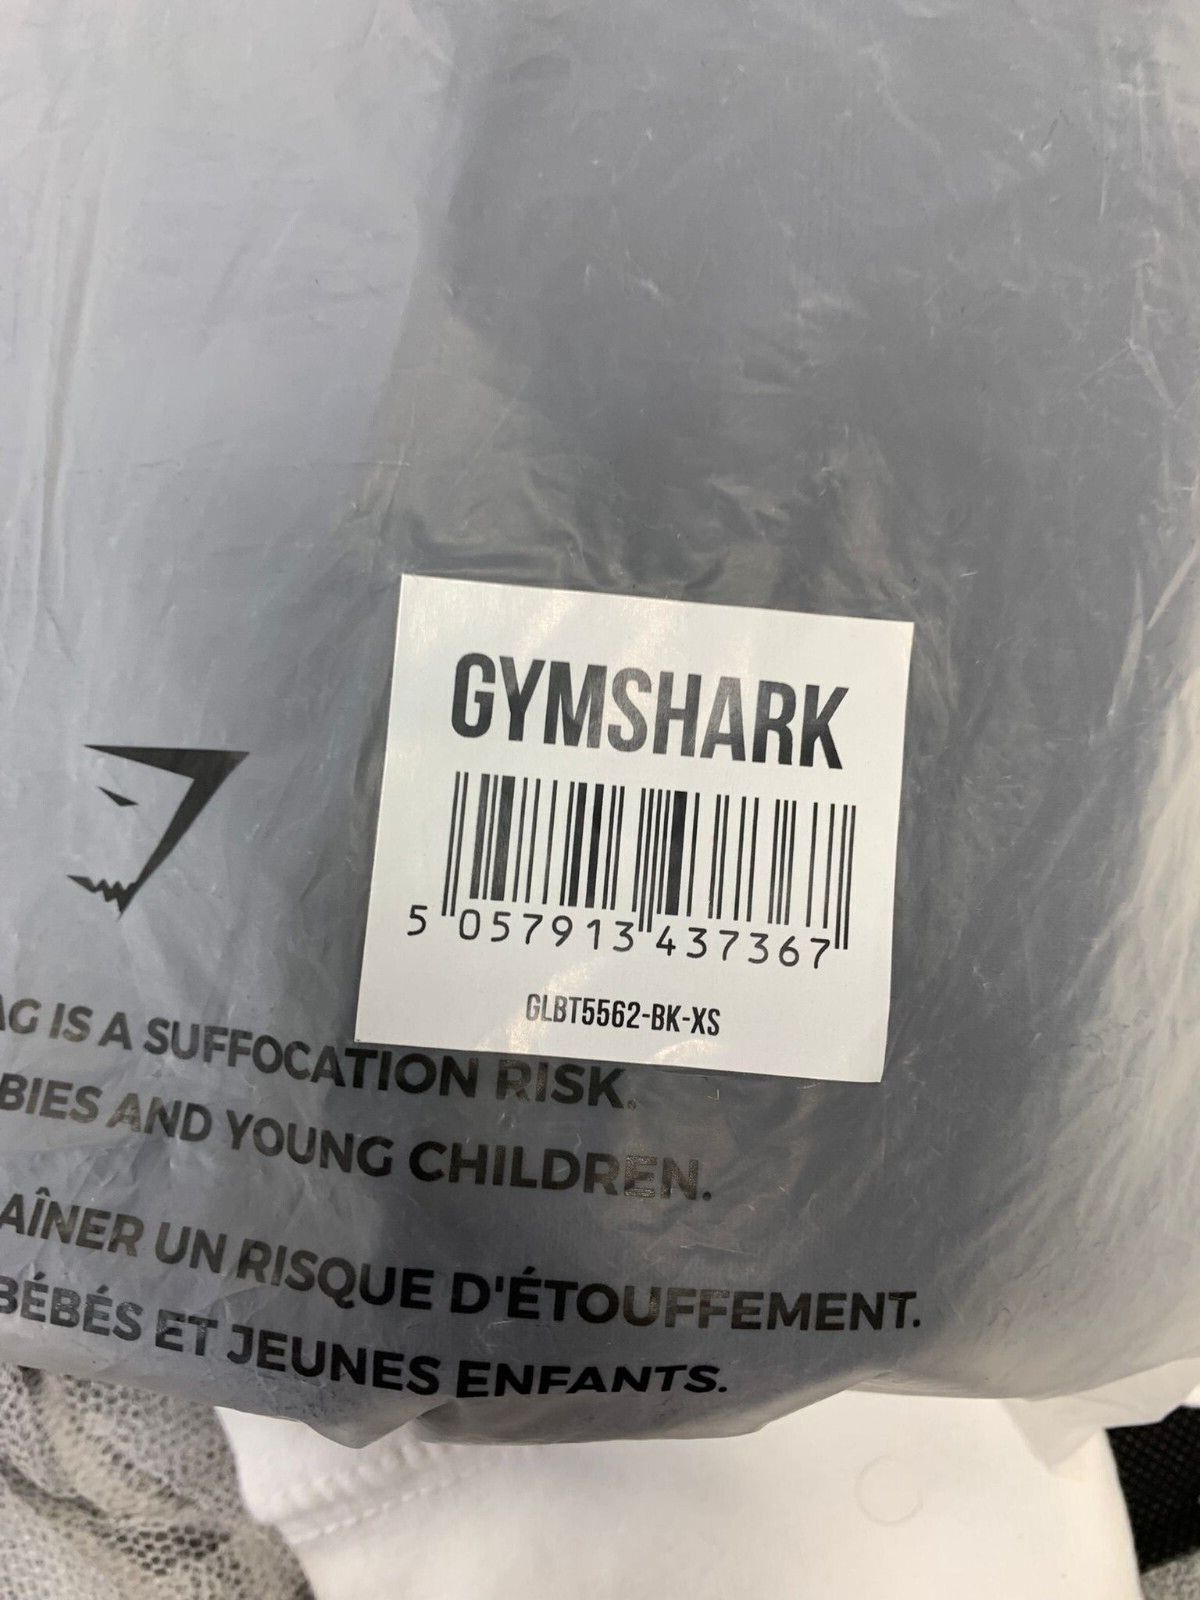 GYMSHARK
5 057913 437367
GLBT5562-BK-XS
AG IS A SUFFOCATION RISK.
BIES AND YOUNG CHILDREN.
AÎNER UN RISQUE D'ÉTOUFFEMENT.
BÉBÉS ET JEUNES ENFANTS.